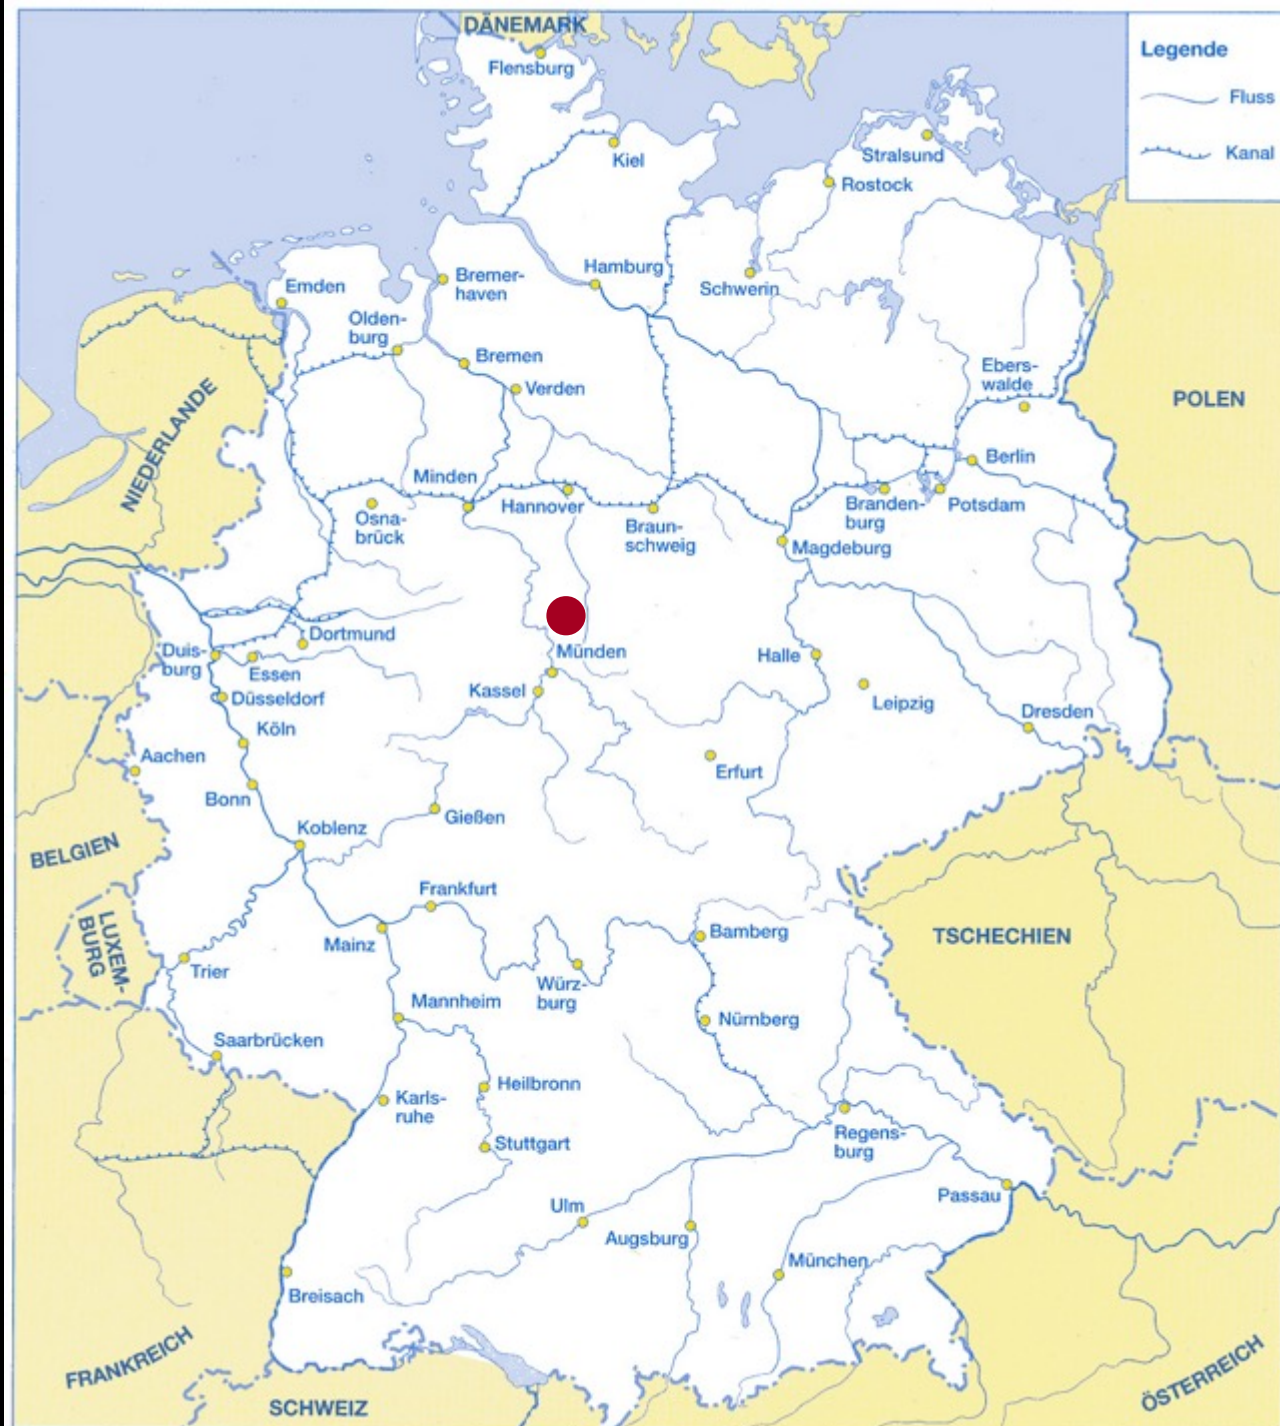 DÄNEMARK
Flensburg
Legende
Fluss
Kanal
Kiel
Stralsund
Rostock
Hamburg
Schwerin
Bremer-
haven
Emden
Olden-
burg
Bremen
Verden
Ebers-
walde
POLEN
NIEDERLANDE
Minden
Hannover
Osna-
brück
Braun-
schweig
Berlin
Branden-
burg
Potsdam
Magdeburg
Dortmund
Duis-
burg
Essen
Düsseldorf
Münden
Kassel
Halle
Leipzig
Dresden
Köln
Aachen
Bonn
Erfurt
Gießen
Koblenz
BELGIEN
Frankfurt
LUXEM-
BURG
Mainz
Trier
Würz-
burg
Bamberg
TSCHECHIEN
Mannheim
Nürnberg
Saarbrücken
Heilbronn
Karls-
ruhe
Stuttgart
Regens-
burg
Passau
Ulm
Augsburg
München
Breisach
FRANKREICH
SCHWEIZ
ÖSTERREICH